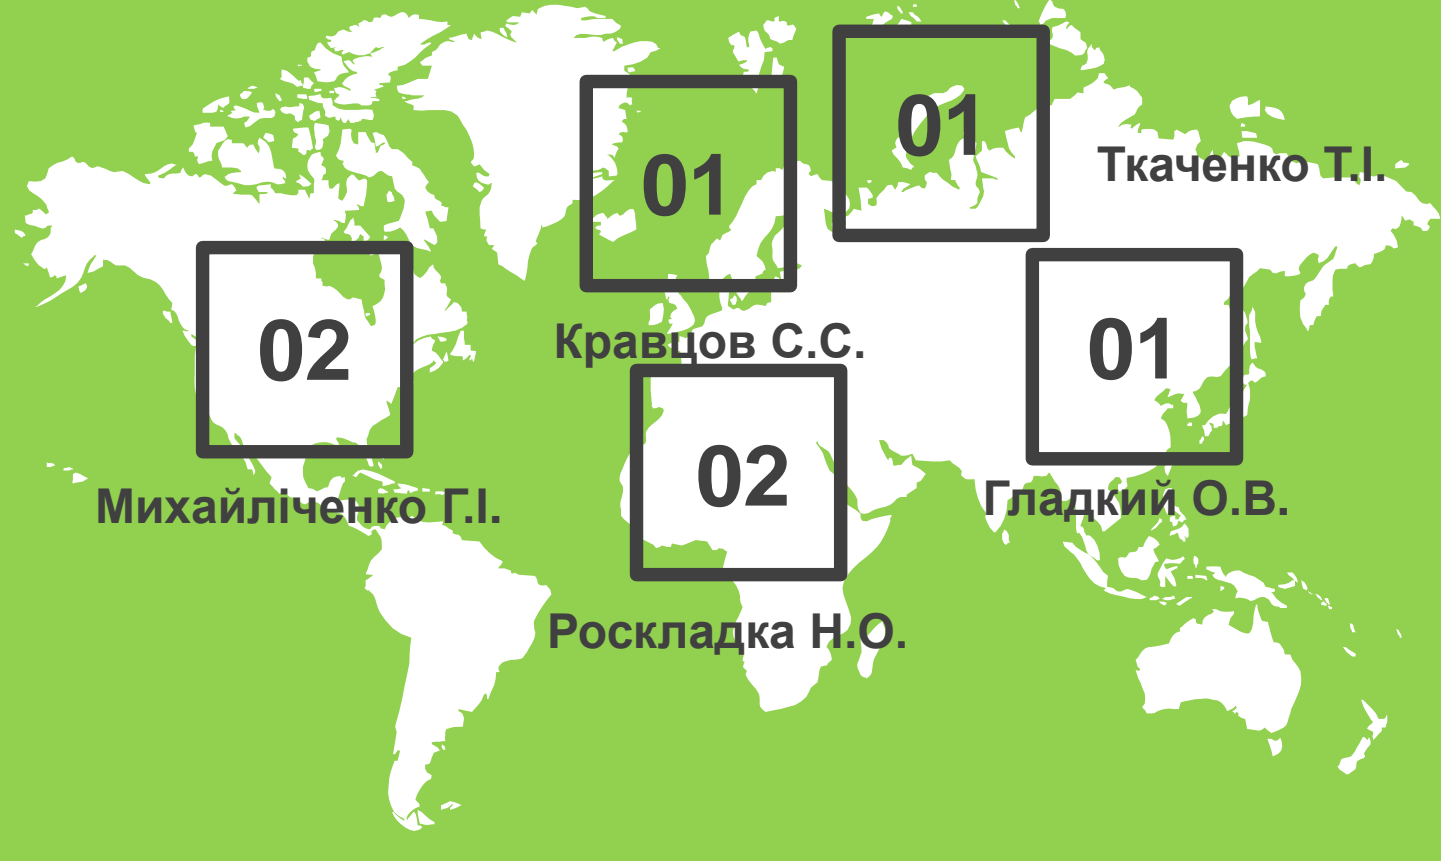 01
Ткаченко Т.І.
01
Кравцов С.С.
02
Михайліченко Г.І.
01
Гладкий О.В.
02
Роскладка Н.О.